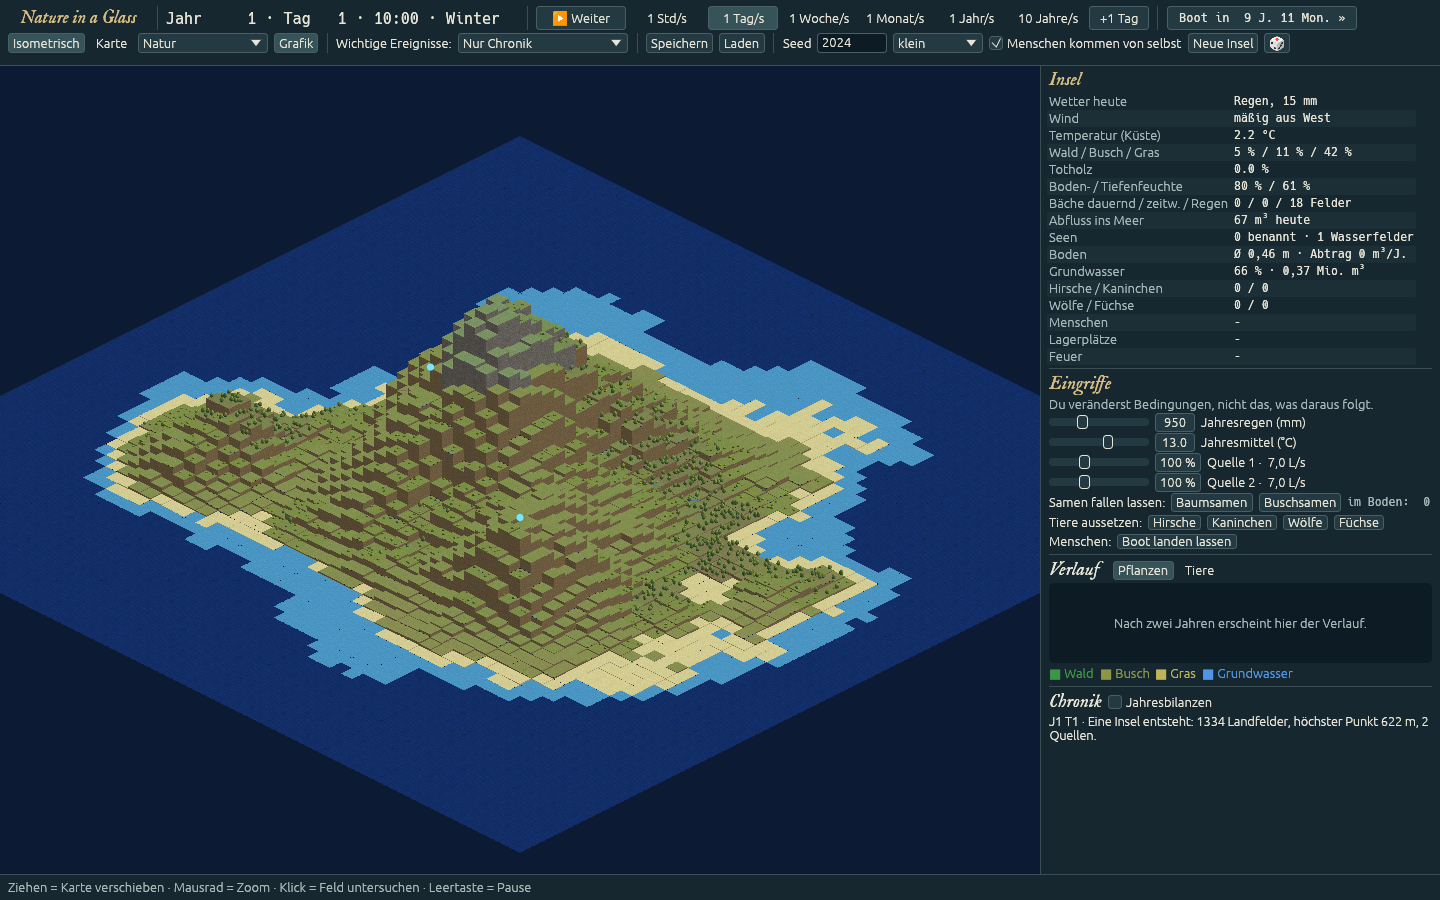 Nature in a Glass
Jahr 1 · Tag 1 · 10:00 · Winter
Weiter
1 Std/s
1 Tag/s
1 Woche/s
1 Monat/s
1 Jahr/s
10 Jahre/s
+1 Tag
Boot in 9 J. 11 Mon. »
Isometrisch
Karte
Natur
Grafik
Wichtige Ereignisse:
Nur Chronik
Speichern
Laden
Seed
2024
klein
Menschen kommen von selbst
Neue Insel
Insel
Wetter heute Regen, 15 mm
Wind mäßig aus West
Temperatur (Küste) 2.2 °C
Wald / Busch / Gras 5 % / 11 % / 42 %
Totholz 0.0 %
Boden- / Tiefenfeuchte 80 % / 61 %
Bäche dauernd / zeitw. / Regen 0 / 0 / 18 Felder
Abfluss ins Meer 67 m³ heute
Seen 0 benannt · 1 Wasserfelder
Boden Ø 0,46 m · Abtrag 0 m³/J.
Grundwasser 66 % · 0,37 Mio. m³
Hirsche / Kaninchen 0 / 0
Wölfe / Füchse 0 / 0
Menschen -
Lagerplätze -
Feuer -
Eingriffe
Du veränderst Bedingungen, nicht das, was daraus folgt.
950 Jahresregen (mm)
13.0 Jahresmittel (°C)
100 % Quelle 1 · 7,0 L/s
100 % Quelle 2 · 7,0 L/s
Samen fallen lassen: Baumsamen Buschsamen im Boden: 0
Tiere aussetzen: Hirsche Kaninchen Wölfe Füchse
Menschen: Boot landen lassen
Verlauf Pflanzen Tiere
Nach zwei Jahren erscheint hier der Verlauf.
Wald Busch Gras Grundwasser
Chronik Jahresbilanzen
J1 T1 · Eine Insel entsteht: 1334 Landfelder, höchster Punkt 622 m, 2
Quellen.
Ziehen = Karte verschieben · Mausrad = Zoom · Klick = Feld untersuchen · Leertaste = Pause